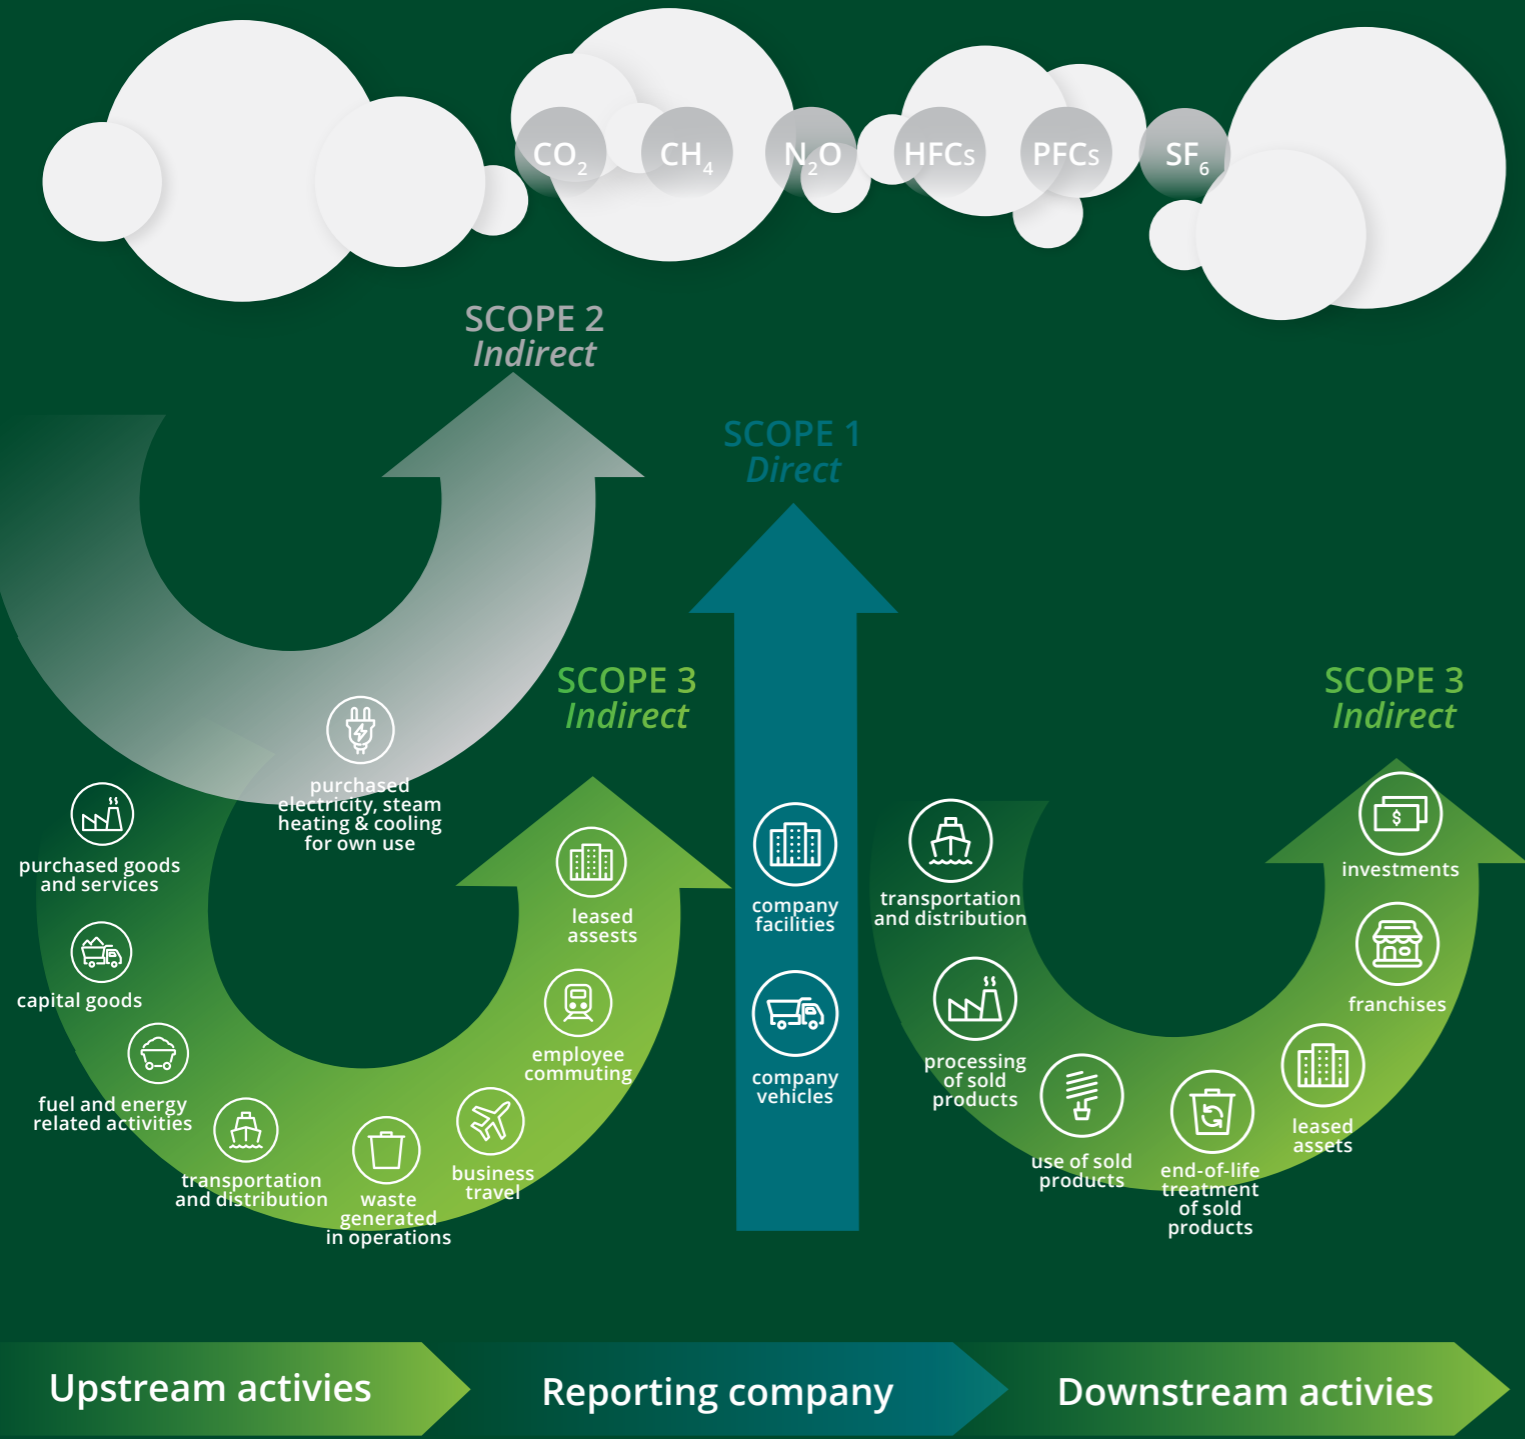 CO2
CH4
N2O
HFCs
PFCs
SF6
SCOPE 2
Indirect
SCOPE 1
Direct
SCOPE 3
Indirect
SCOPE 3
Indirect
purchased
electricity, steam
heating & cooling
for own use
purchased goods
and services
capital goods
fuel and energy
related activities
transportation
and distribution
waste
generated
in operations
business
travel
employee
commuting
leased
assests
company
facilities
company
vehicles
transportation
and distribution
processing
of sold
products
use of sold
products
end-of-life
treatment
of sold
products
leased
assets
franchises
investments
Upstream activies
Reporting company
Downstream activies